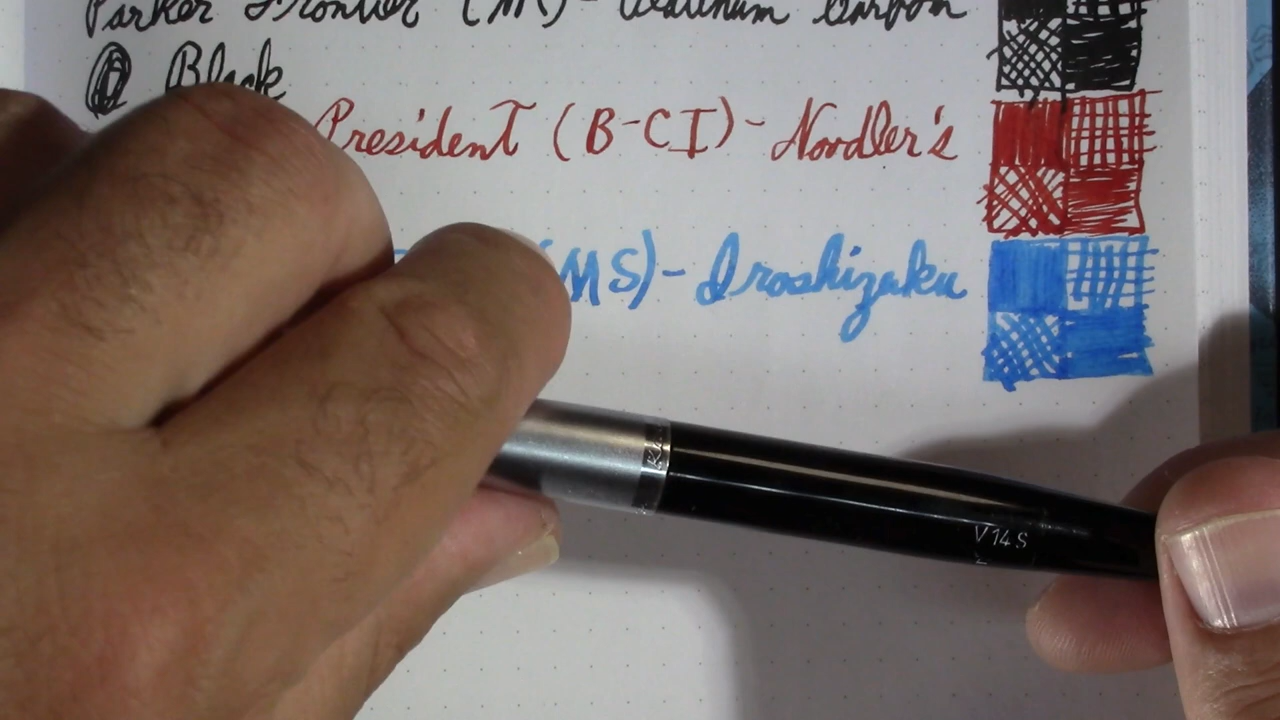 Parker Frontier (M) - Platinum Carbon
Black
President (B-CI) - Noodler's
(MS) - Iroshizuku
V14S